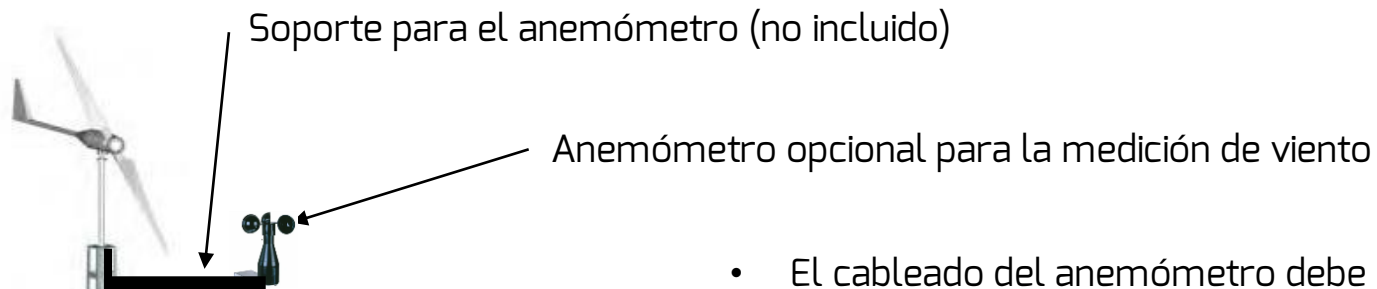 Soporte para el anemómetro (no incluido)
Anemómetro opcional para la medición de viento
• El cableado del anemómetro debe